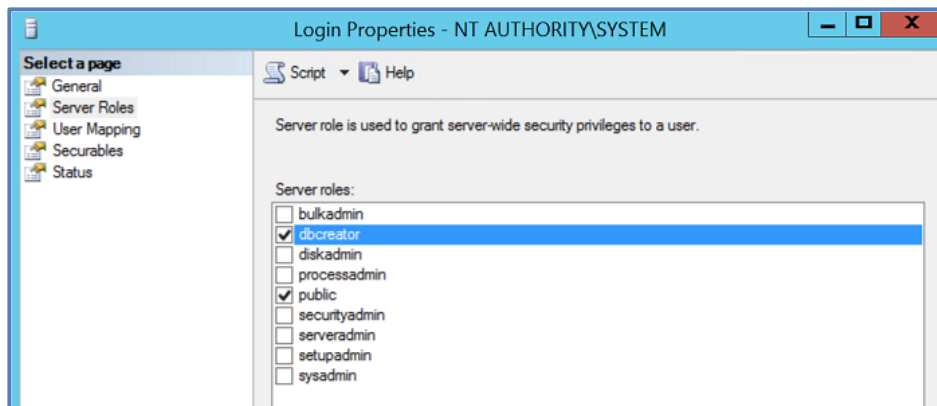 Login Properties - NT AUTHORITY\SYSTEM
Select a page
General
Server Roles
User Mapping
Securables
Status
Script Help
Server role is used to grant server-wide security privileges to a user.
Server roles:
bulkadmin
dbcreator
diskadmin
processadmin
public
securityadmin
serveradmin
setupadmin
sysadmin